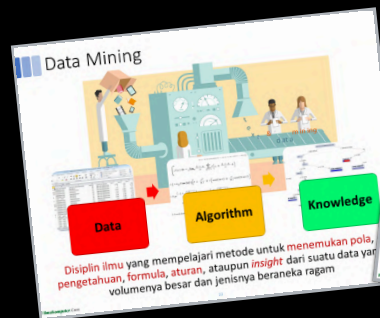 Data Mining
Data
Algorithm
Knowledge
Disiplin ilmu yang mempelajari metode untuk menemukan pola,
pengetahuan, formula, aturan, ataupun insight dari suatu data yan
volumenya besar dan jenisnya beraneka ragam